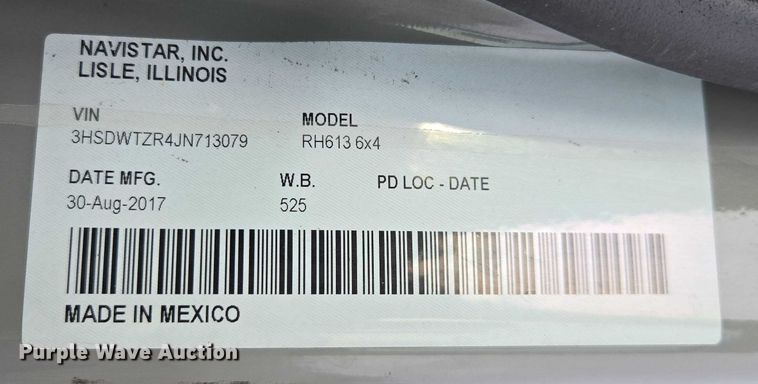 NAVISTAR, INC.
LISLE, ILLINOIS
VIN MODEL
3HSDWTZR4JN713079 RH613 6x4
DATE MFG. W.B. PD LOC - DATE
30-Aug-2017 525
MADE IN MEXICO
Purple Wave Auction